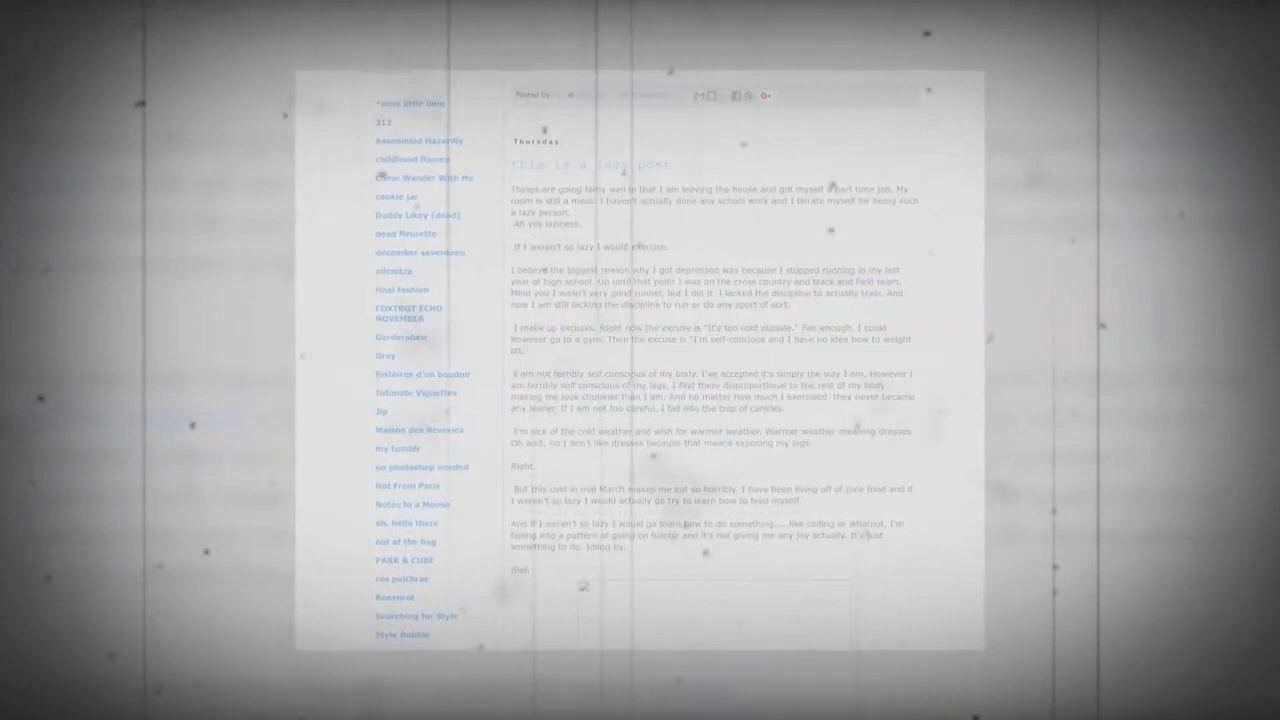 *novs little lime
312
Assembled Hazardly
childhood flames
Come Wander With Me
cookie jar
Daddy Likey (dead)
dead fleurette
december seventeen
ellenitza
final fashion
FOXTROT ECHO
NOVEMBER
Garderoben
Grey
histoires d'un boudoir
Intimate Vignettes
Jip
Maison des Reveries
my tumblr
no photoshop needed
Not From Paris
Notes to a Mouse
oh, hello there
out of the bag
PARK & CUBE
res pulchrae
Rosenrot
Searching for Style
Style Bubble
Posted by at
Thursday
this is a lazy post
Things are going fairly well in that I am leaving the house and got myself a part time job. My
room is still a mess. I haven't actually done any school work and I berate myself for being such
a lazy person.
Ah yes laziness.
If I weren't so lazy I would exercise.
I believe the biggest reason why I got depressed was because I stopped running in my last
year of high school. Up until that point I was on the cross country and track and field team.
Mind you I wasn't very good runner, but I did it. I lacked the discipline to actually train. And
now I am still lacking the discipline to run or do any sport of sort.
I make up excuses. Right now the excuse is "It's too cold outside." Fair enough. I could
however go to a gym. Then the excuse is "I'm self-concious and I have no idea how to weight
lift."
I am not terribly self conscious of my body. I've accepted it's simply the way I am. However I
am terribly self conscious of my legs. I find them disproportional to the rest of my body
making me look chunkier than I am. And no matter how much I exercised, they never became
any leaner. If I am not too careful, I fall into the trap of cankles.
I'm sick of the cold weather and wish for warmer weather. Warmer weather meaning dresses.
Oh wait, no I don't like dresses because that means exposing my legs.
Right.
But this cold in mid March makes me eat so horribly. I have been living off of junk food and if
I weren't so lazy I would actually go try to learn how to feed myself.
And if I weren't so lazy I would go learn how to do something.....like coding or whatnot. I'm
falling into a pattern of going on tumblr and it's not giving me any joy actually. It's just
something to do. Idling by.
Blah